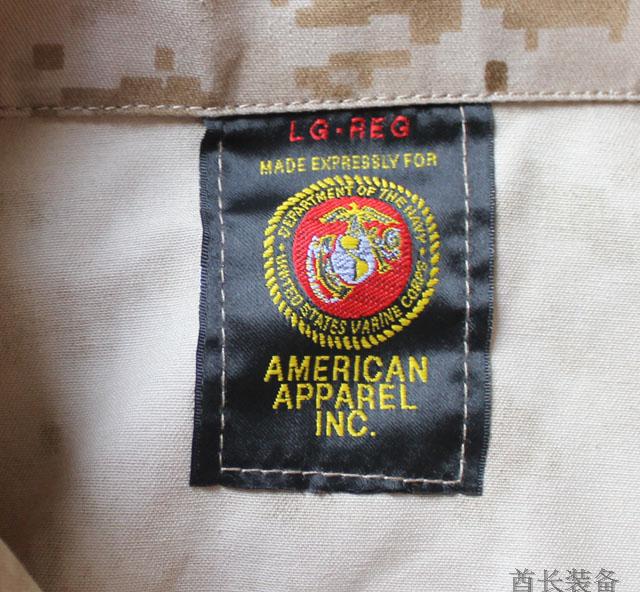 LG·REG
MADE EXPRESSLY FOR
DEPARTMENT OF THE NAVY
UNITED STATES MARINE CORPS
AMERICAN
APPAREL
INC.
酋长装备